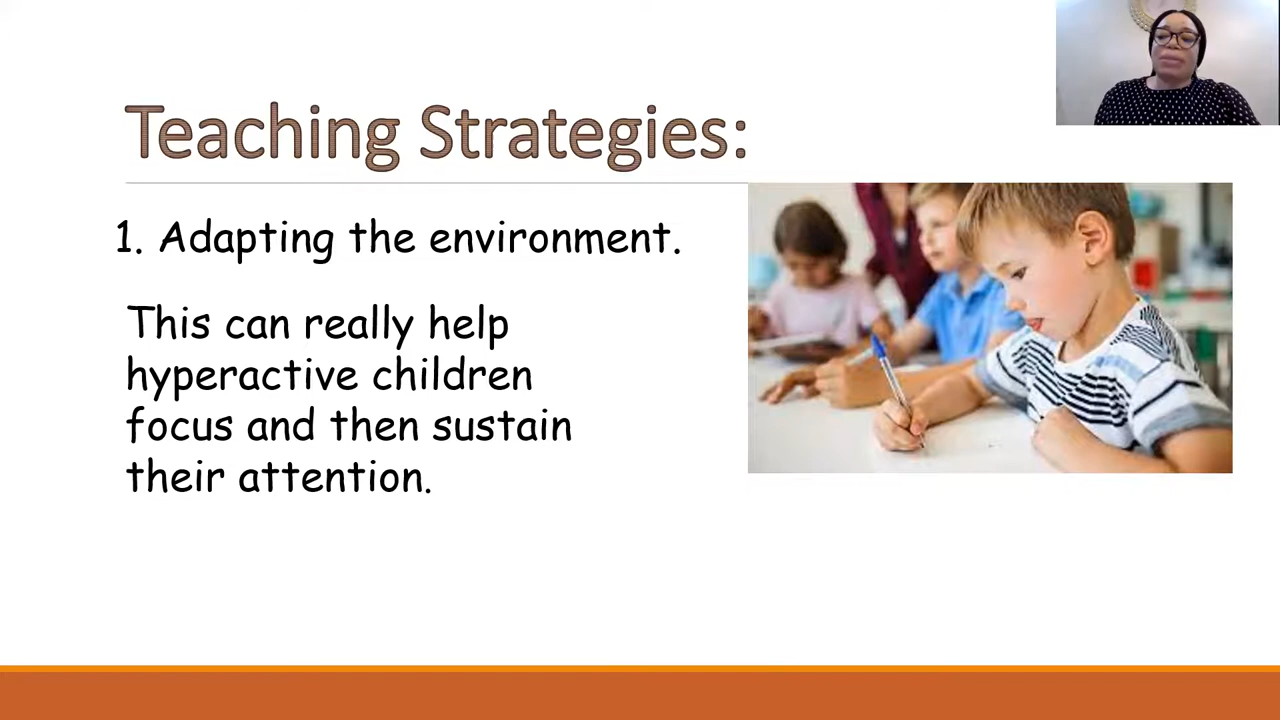 Teaching Strategies:
1. Adapting the environment.
This can really help
hyperactive children
focus and then sustain
their attention.